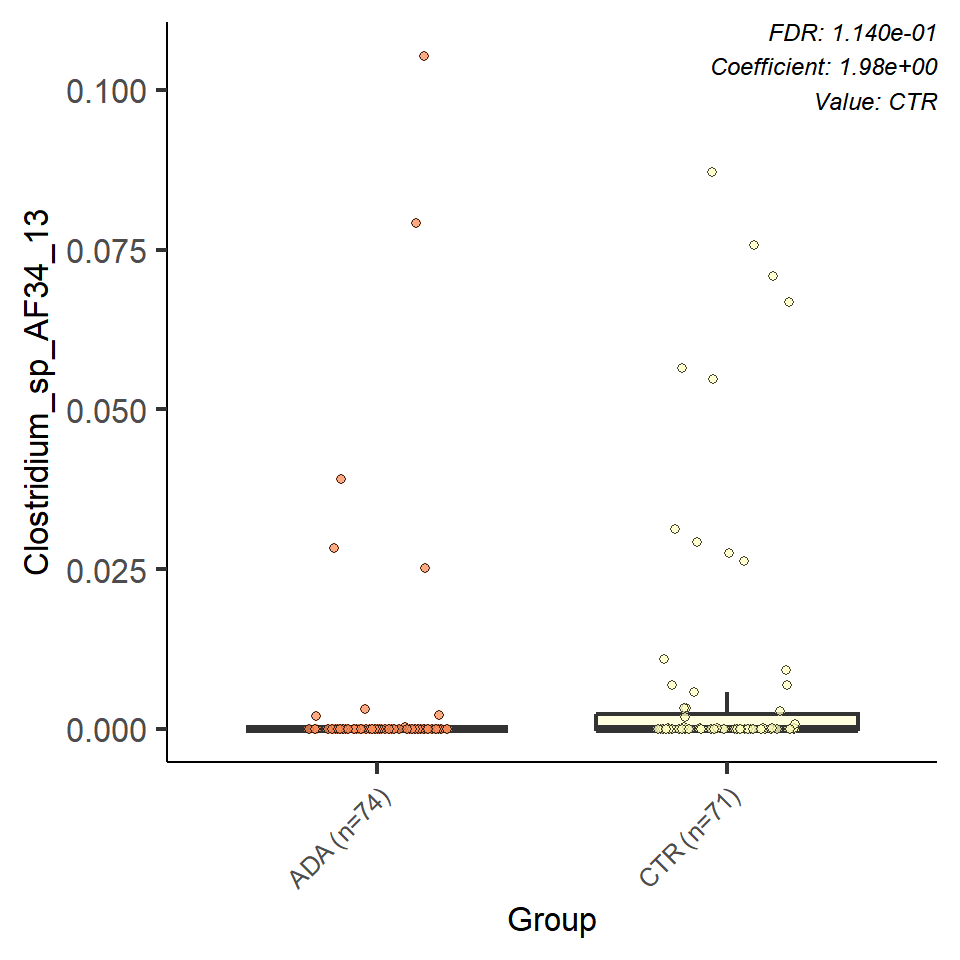 FDR: 1.140e-01
Coefficient: 1.98e+00
Value: CTR
Clostridium_sp_AF34_13
0.100
0.075
0.050
0.025
0.000
ADA (n=74)
CTR (n=71)
Group